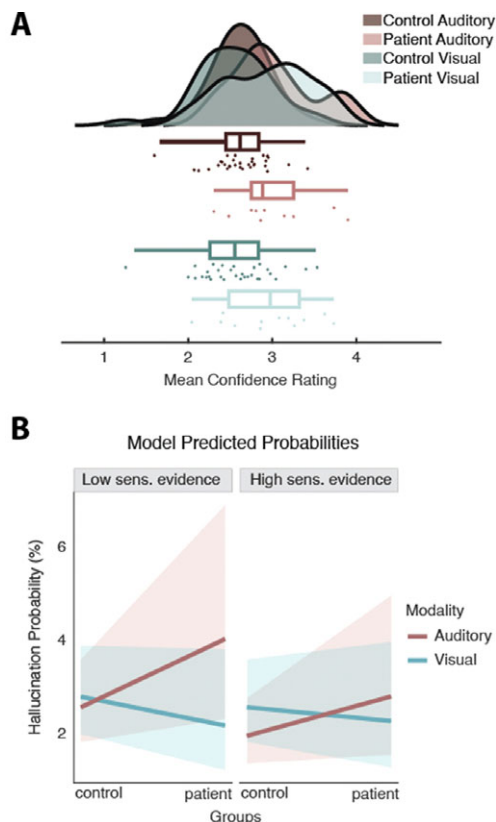 A
Control Auditory
Patient Auditory
Control Visual
Patient Visual
1 2 3 4
Mean Confidence Rating
B
Model Predicted Probabilities
Low sens. evidence High sens. evidence
Hallucination Probability (%)
6
4
2
Modality
Auditory
Visual
control patient control patient
Groups